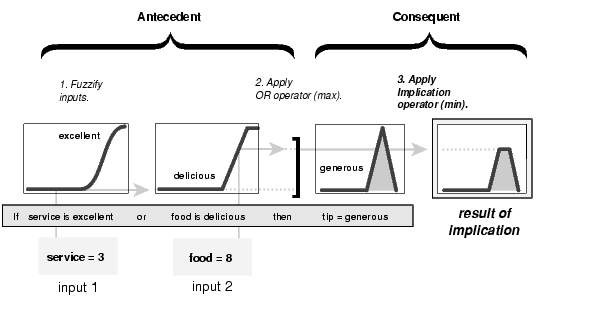 Antecedent
Consequent
1. Fuzzify
inputs.
2. Apply
OR operator (max).
3. Apply
Implication
operator (min).
excellent
delicious
generous
If service is excellent or food is delicious then tip = generous
result of
implication
service = 3
food = 8
input 1
input 2